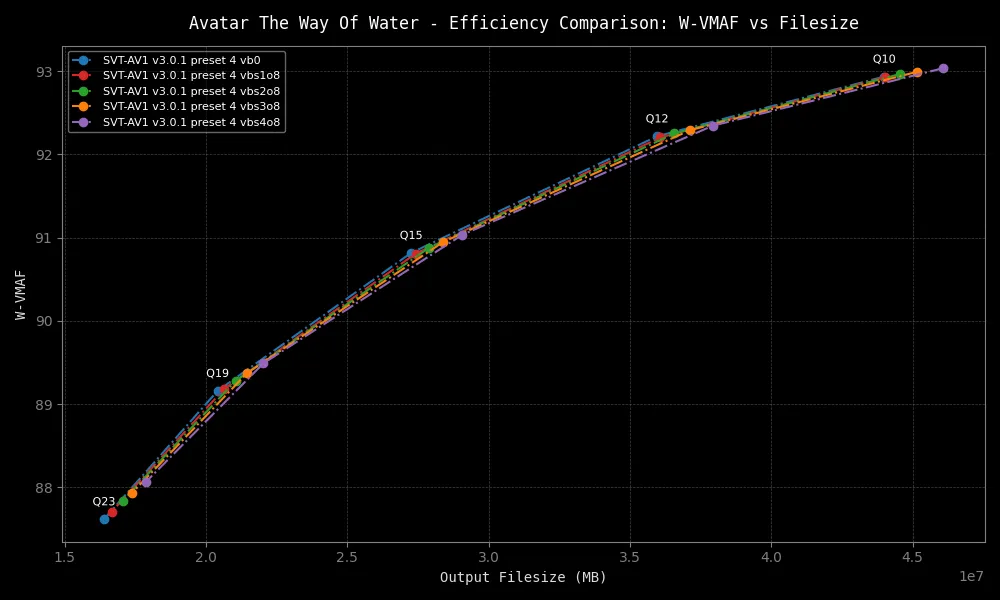 Avatar The Way Of Water - Efficiency Comparison: W-VMAF vs Filesize
SVT-AV1 v3.0.1 preset 4 vb0
SVT-AV1 v3.0.1 preset 4 vbs1o8
SVT-AV1 v3.0.1 preset 4 vbs2o8
SVT-AV1 v3.0.1 preset 4 vbs3o8
SVT-AV1 v3.0.1 preset 4 vbs4o8
Q10
Q12
Q15
Q19
Q23
W-VMAF
93
92
91
90
89
88
1.5 2.0 2.5 3.0 3.5 4.0 4.5
1e7
Output Filesize (MB)